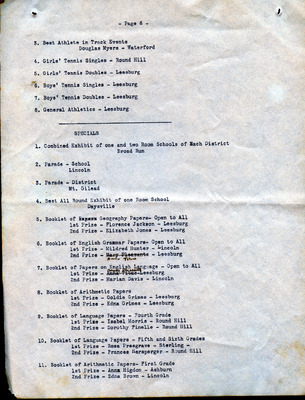 - Page 6 -
3. Best Athlete in Track Events
Douglas Myers - Waterford
4. Girls' Tennis Singles - Round Hill
5. Girls' Tennis Doubles - Leesburg
6. Boys' Tennis Singles - Leesburg
7. Boys' Tennis Doubles - Leesburg
8. General Athletics - Leesburg
SPECIALS
1. Combined Exhibit of one and two Room Schools of Each District
Broad Run
2. Parade - School
Lincoln
3. Parade - District
Mt. Gilead
4. Best All Round Exhibit of one Room School
Daysville
5. Booklet of Geography Papers- Open to All
1st Prize - Florence Jackson - Leesburg
2nd Prize - Elizabeth Jones - Leesburg
6. Booklet of English Grammar Papers- Open to All
1st Prize - Mildred Hunter - Lincoln
2nd Prize - Mary - Leesburg
7. Booklet of Papers on English Language - Open to All
1st Prize - Leesburg
2nd Prize - Marian Davis - Lincoln
8. Booklet of Arithmetic Papers
1st Prize - Goldie Grimes - Leesburg
2nd Prize - Edna Grimes - Leesburg
9. Booklet of Language Papers - Fourth Grade
1st Prize - Isabel Morris - Round Hill
2nd Prize - Dorothy Finelle - Round Hill
10. Booklet of Language Papers - Fifth and Sixth Grades
1st Prize - Rosa Presgrave - Sterling -
2nd Prize - Frances Hersperger - Round Hill
11. Booklet of Arithmetic Papers- First Grade
1st Prize - Anna Higdon - Ashburn
2nd Prize - Edna Brown - Lincoln